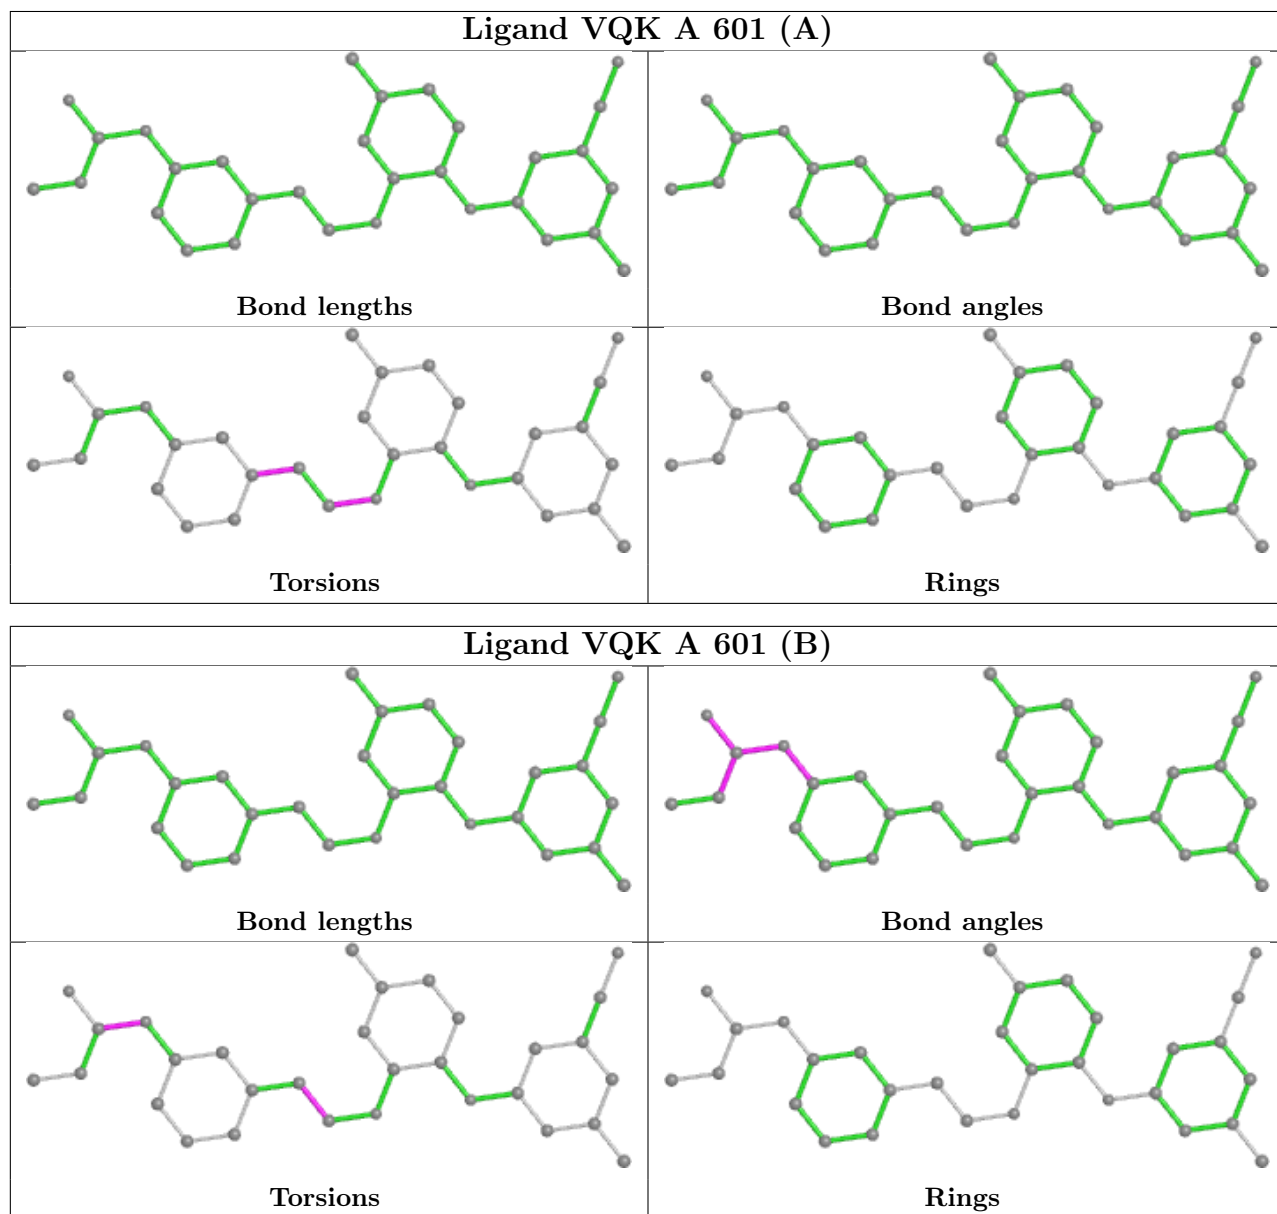 Ligand VQK A 601 (A)
Bond lengths
Bond angles
Torsions
Rings
Ligand VQK A 601 (B)
Bond lengths
Bond angles
Torsions
Rings